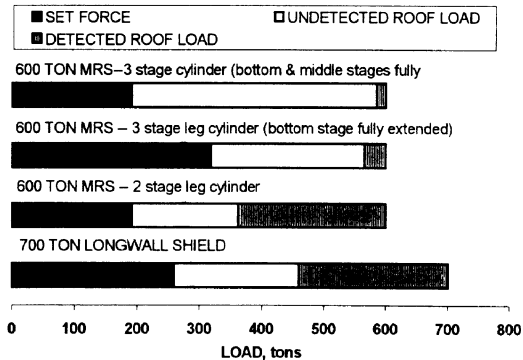 SET FORCE UNDETECTED ROOF LOAD
DETECTED ROOF LOAD
600 TON MRS–3 stage cylinder (bottom & middle stages fully
600 TON MRS – 3 stage leg cylinder (bottom stage fully extended)
600 TON MRS – 2 stage leg cylinder
700 TON LONGWALL SHIELD
0 100 200 300 400 500 600 700 800
LOAD, tons